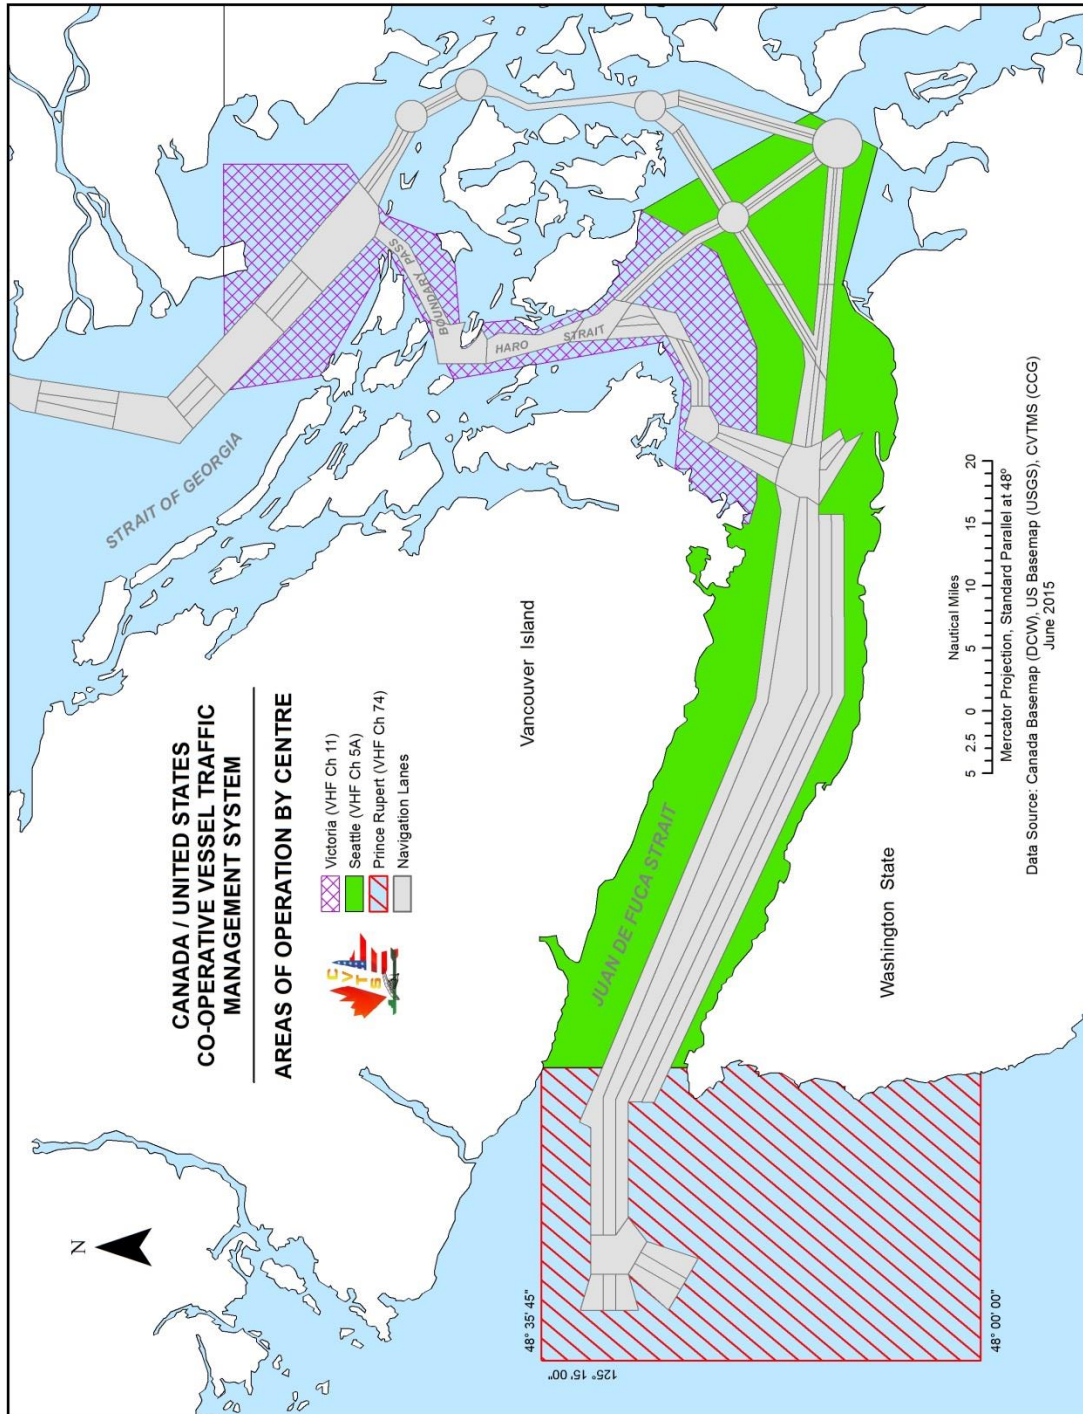 CANADA / UNITED STATES
CO-OPERATIVE VESSEL TRAFFIC
MANAGEMENT SYSTEM
AREAS OF OPERATION BY CENTRE
CVTS
Victoria (VHF Ch 11)
Seattle (VHF Ch 5A)
Prince Rupert (VHF Ch 74)
Navigation Lanes
N
STRAIT OF GEORGIA
BOUNDARY PASS
HARO STRAIT
Vancouver Island
JUAN DE FUCA STRAIT
Washington State
48° 35' 45"
125° 15' 00"
48° 00' 00"
Nautical Miles
5 2.5 0 5 10 15 20
Mercator Projection, Standard Parallel at 48º
Data Source: Canada Basemap (DCW), US Basemap (USGS), CVTMS (CCG)
June 2015